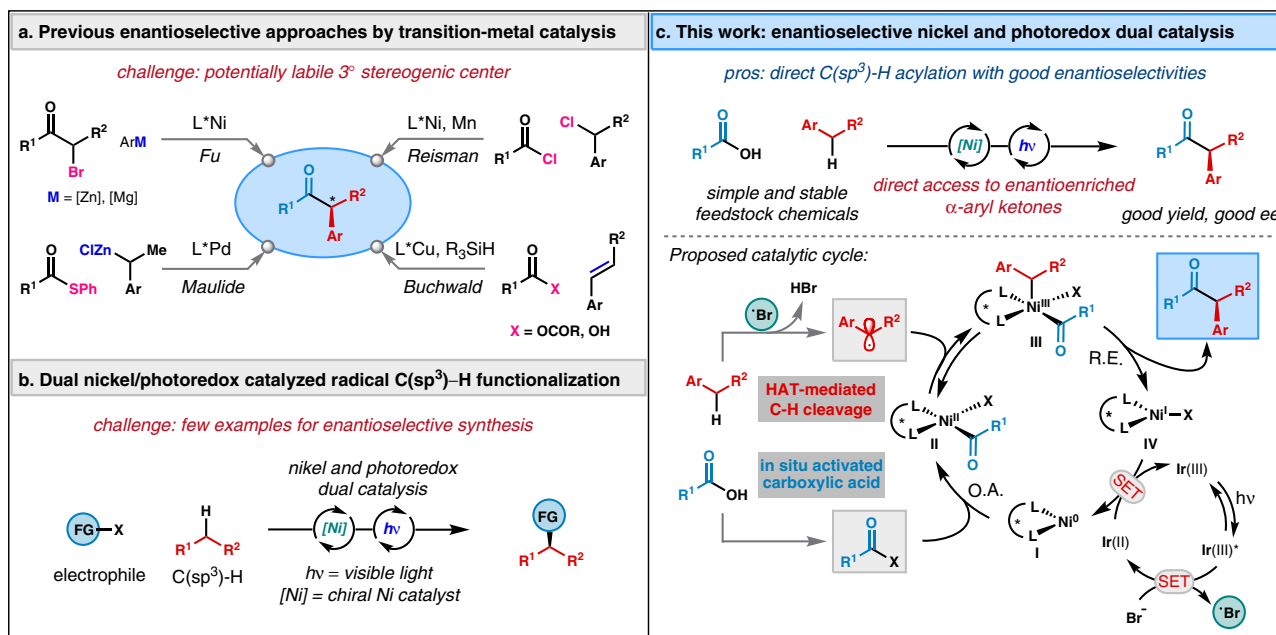 a. Previous enantioselective approaches by transition-metal catalysis
challenge: potentially labile 3° stereogenic center
O
R¹
R²
Br
ArM
M = [Zn], [Mg]
L*Ni
Fu
L*Ni, Mn
Reisman
O
R¹
Cl
Cl
R²
Ar
O
R¹
*
R²
Ar
O
R¹
SPh
ClZn
Me
Ar
L*Pd
Maulide
L*Cu, R₃SiH
Buchwald
O
R¹
X
R²
Ar
X = OCOR, OH
b. Dual nickel/photoredox catalyzed radical C(sp³)–H functionalization
challenge: few examples for enantioselective synthesis
nikel and photoredox
dual catalysis
FG
X
electrophile
H
R¹
R²
C(sp³)-H
[Ni]
hν
hν = visible light
[Ni] = chiral Ni catalyst
FG
R¹
R²
c. This work: enantioselective nickel and photoredox dual catalysis
pros: direct C(sp³)-H acylation with good enantioselectivities
O
R¹
OH
Ar
R²
H
simple and stable
feedstock chemicals
[Ni]
hν
direct access to enantioenriched
α-aryl ketones
O
R¹
R²
Ar
good yield, good ee
Proposed catalytic cycle:
•Br
HBr
Ar
R²
•
Ar
R²
H
HAT-mediated
C-H cleavage
Ar
R²
L
*
L
Niᴵᴵᴵ
X
R¹
O
III
O
R¹
R²
Ar
R.E.
L
*
L
Niᴵᴵ
X
R¹
O
II
L
*
L
Niᴵ–X
IV
O
R¹
OH
in situ activated
carboxylic acid
O
R¹
X
O.A.
L
*
L
Ni⁰
I
SET
Ir(III)
hν
Ir(II)
Ir(III)*
SET
Br⁻
•Br